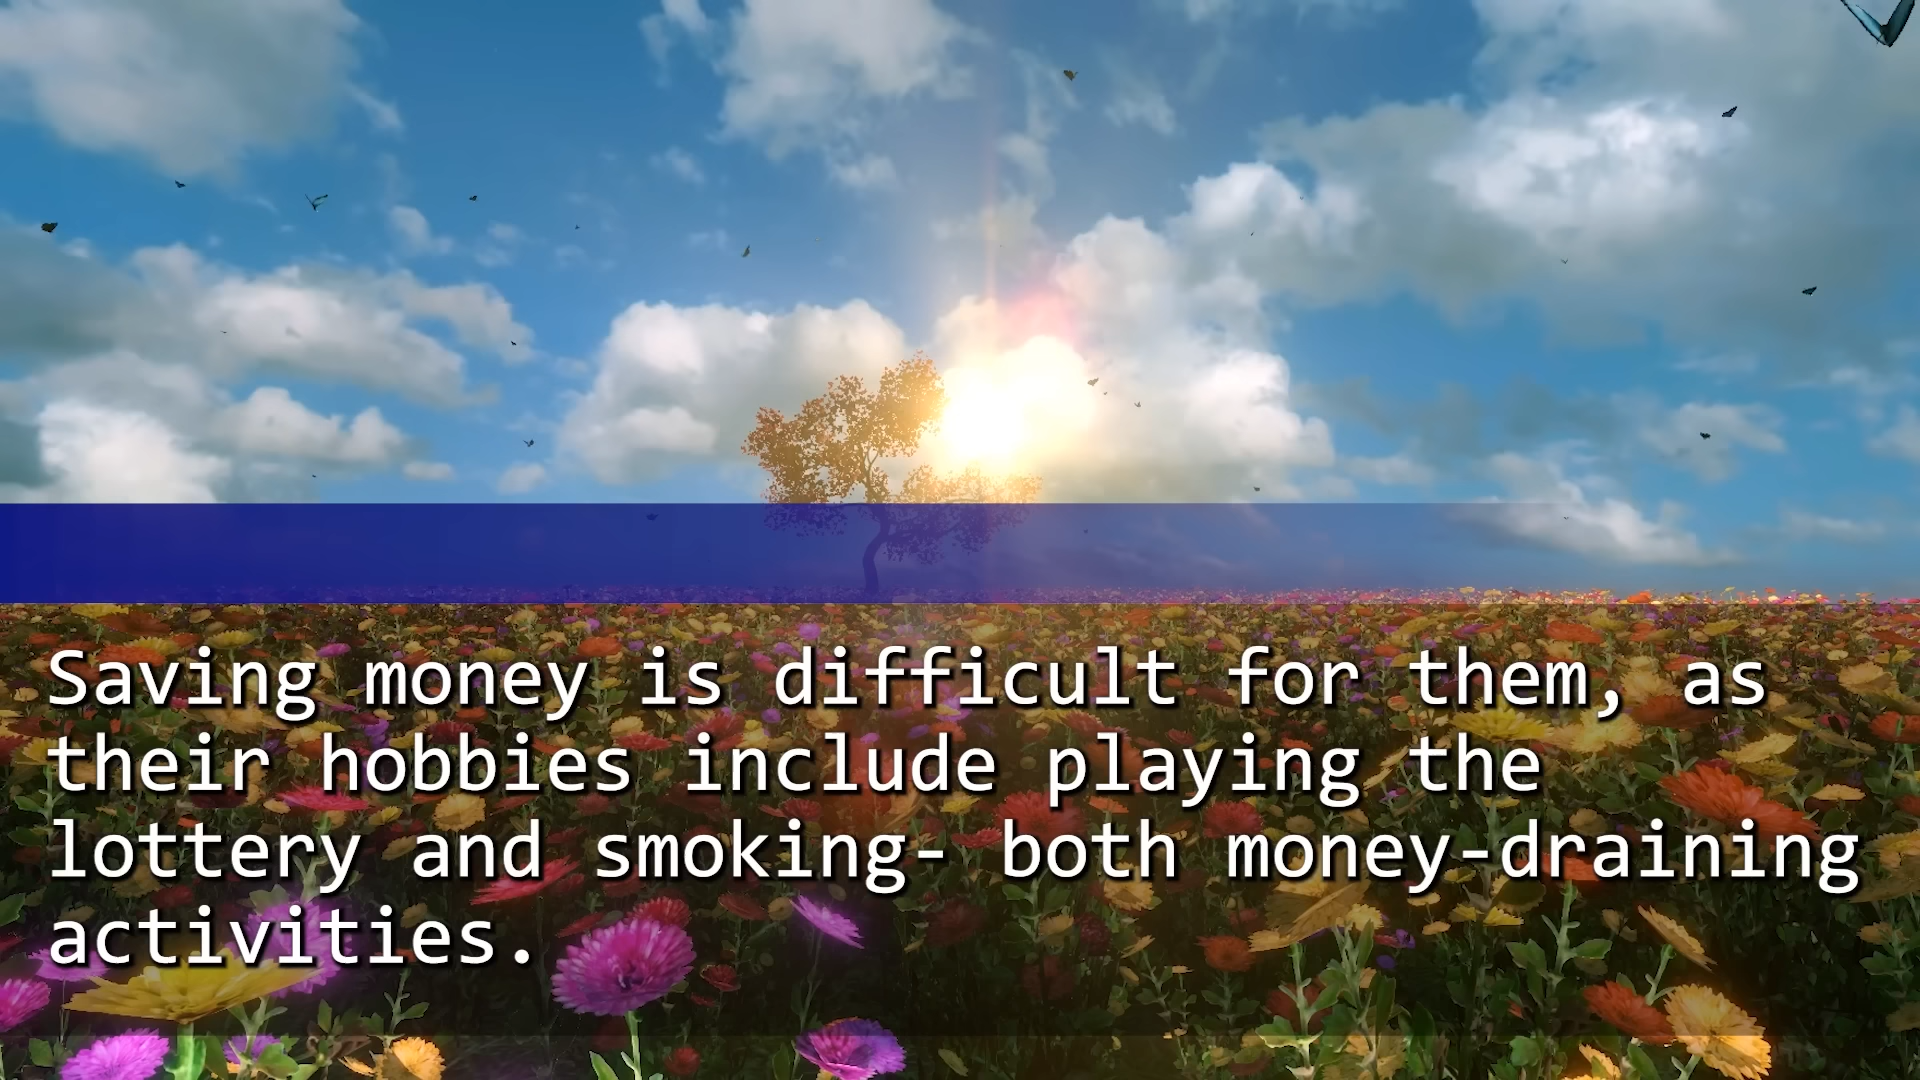 Saving money is difficult for them, as
their hobbies include playing the
lottery and smoking- both money-draining
activities.